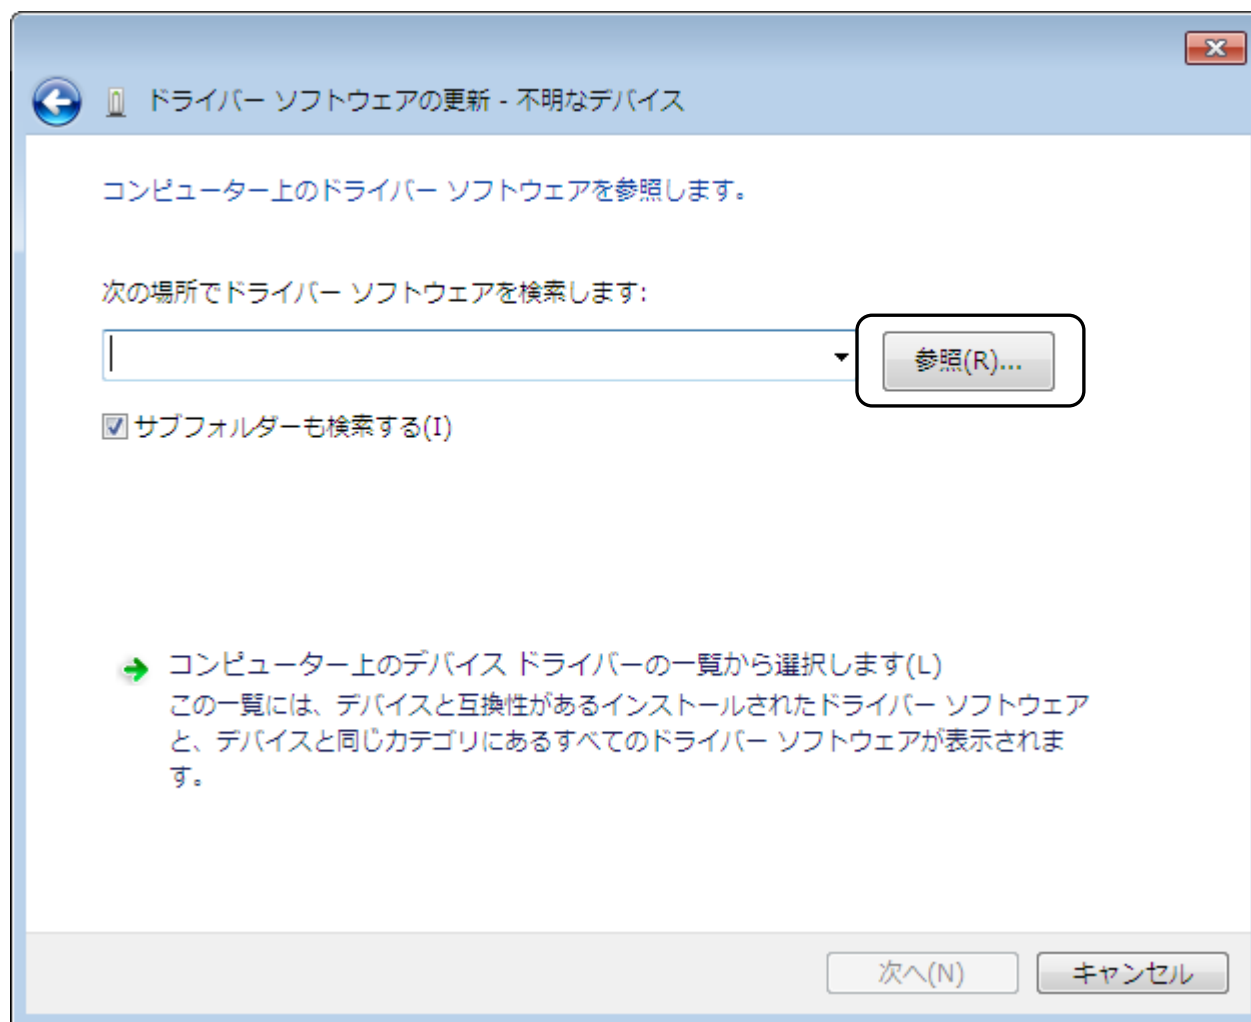 ドライバー ソフトウェアの更新 - 不明なデバイス
コンピューター上のドライバー ソフトウェアを参照します。
次の場所でドライバー ソフトウェアを検索します:
参照(R)...
サブフォルダーも検索する(I)
コンピューター上のデバイス ドライバーの一覧から選択します(L)
この一覧には、デバイスと互換性があるインストールされたドライバー ソフトウェア
と、デバイスと同じカテゴリにあるすべてのドライバー ソフトウェアが表示されま
す。
次へ(N)
キャンセル